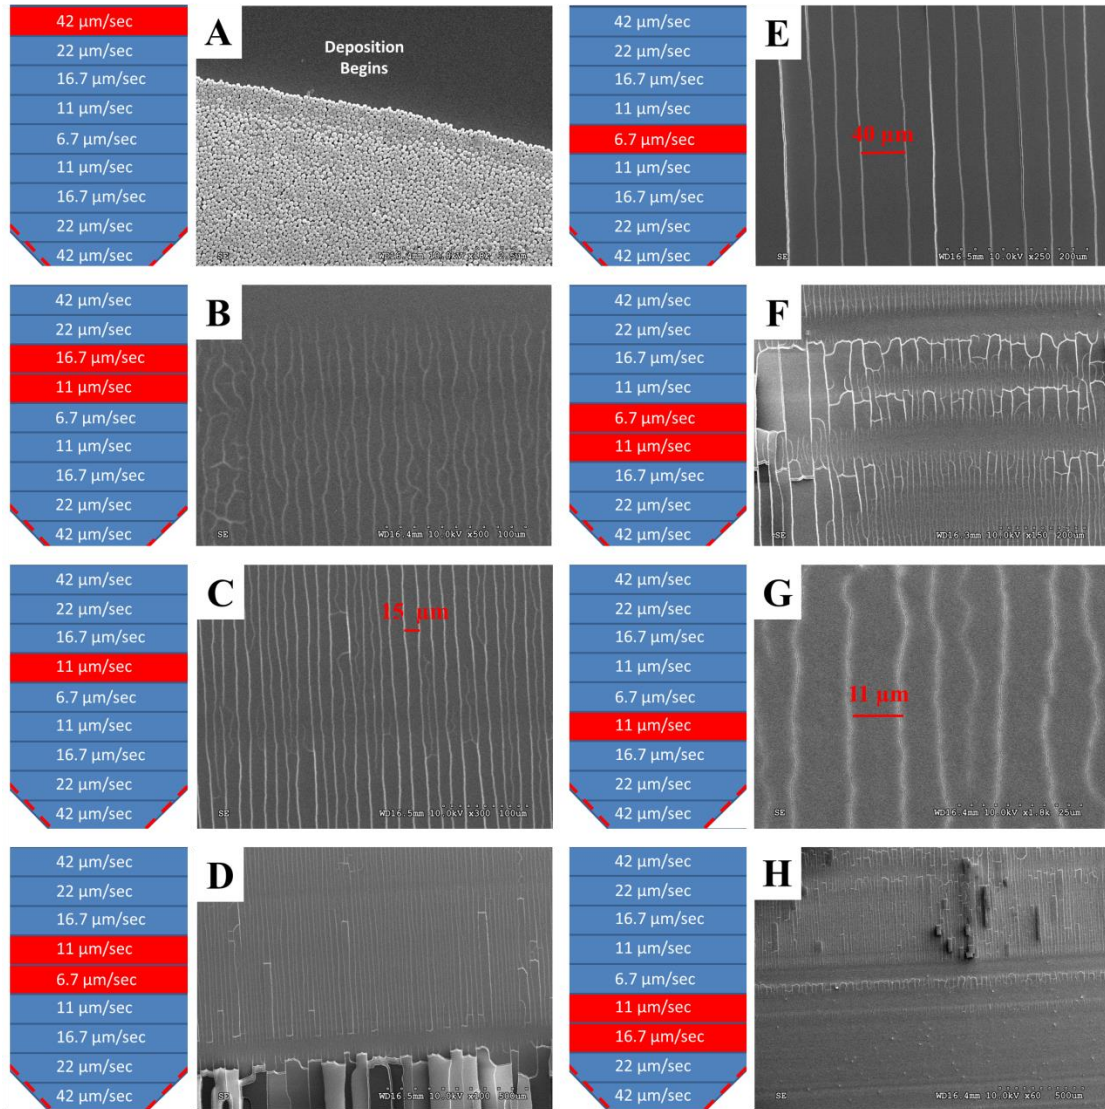 42 μm/sec
22 μm/sec
16.7 μm/sec
11 μm/sec
6.7 μm/sec
11 μm/sec
16.7 μm/sec
22 μm/sec
42 μm/sec
A
Deposition
Begins
SE
42 μm/sec
22 μm/sec
16.7 μm/sec
11 μm/sec
6.7 μm/sec
11 μm/sec
16.7 μm/sec
22 μm/sec
42 μm/sec
E
40 μm
SE WD16.5mm 10.0kV x250 200um
42 μm/sec
22 μm/sec
16.7 μm/sec
11 μm/sec
6.7 μm/sec
11 μm/sec
16.7 μm/sec
22 μm/sec
42 μm/sec
B
SE WD16.4mm 10.0kV x500 100um
42 μm/sec
22 μm/sec
16.7 μm/sec
11 μm/sec
6.7 μm/sec
11 μm/sec
16.7 μm/sec
22 μm/sec
42 μm/sec
F
SE WD16.3mm 10.0kV x150 200um
42 μm/sec
22 μm/sec
16.7 μm/sec
11 μm/sec
6.7 μm/sec
11 μm/sec
16.7 μm/sec
22 μm/sec
42 μm/sec
C
15 μm
SE WD16.5mm 10.0kV x300 100um
42 μm/sec
22 μm/sec
16.7 μm/sec
11 μm/sec
6.7 μm/sec
11 μm/sec
16.7 μm/sec
22 μm/sec
42 μm/sec
G
11 μm
SE WD16.4mm 10.0kV x1.8k 25um
42 μm/sec
22 μm/sec
16.7 μm/sec
11 μm/sec
6.7 μm/sec
11 μm/sec
16.7 μm/sec
22 μm/sec
42 μm/sec
D
SE WD16.5mm 10.0kV x100 500um
42 μm/sec
22 μm/sec
16.7 μm/sec
11 μm/sec
6.7 μm/sec
11 μm/sec
16.7 μm/sec
22 μm/sec
42 μm/sec
H
SE WD16.4mm 10.0kV x60 500um